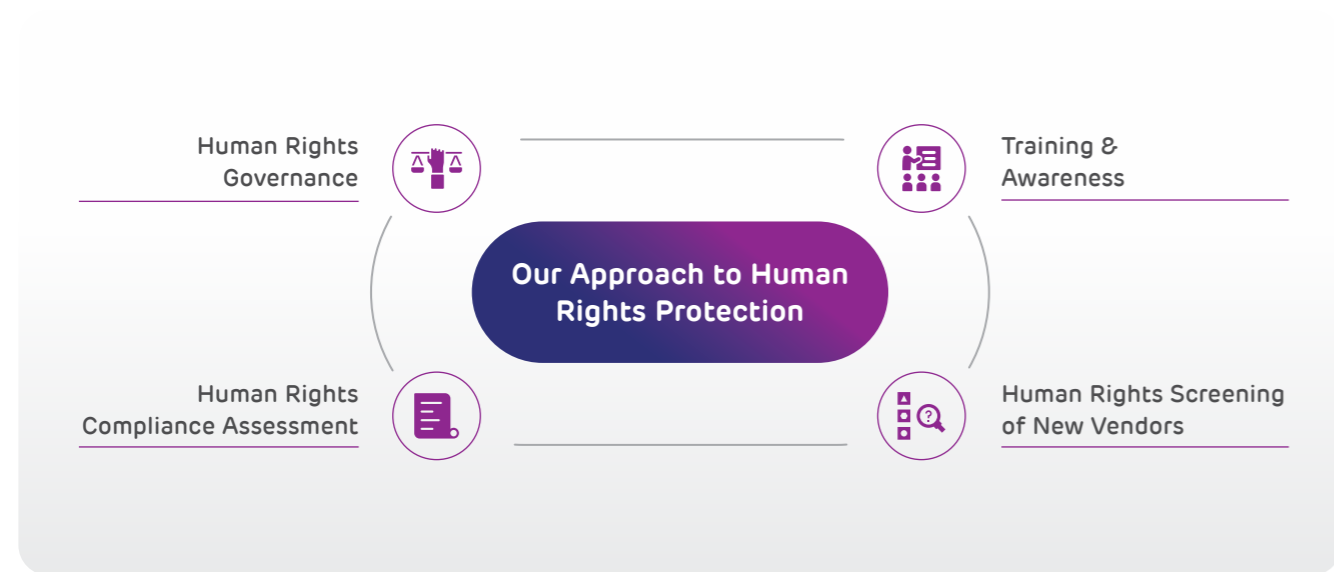 Human Rights
Governance
Training &
Awareness
Our Approach to Human
Rights Protection
Human Rights
Compliance Assessment
Human Rights Screening
of New Vendors